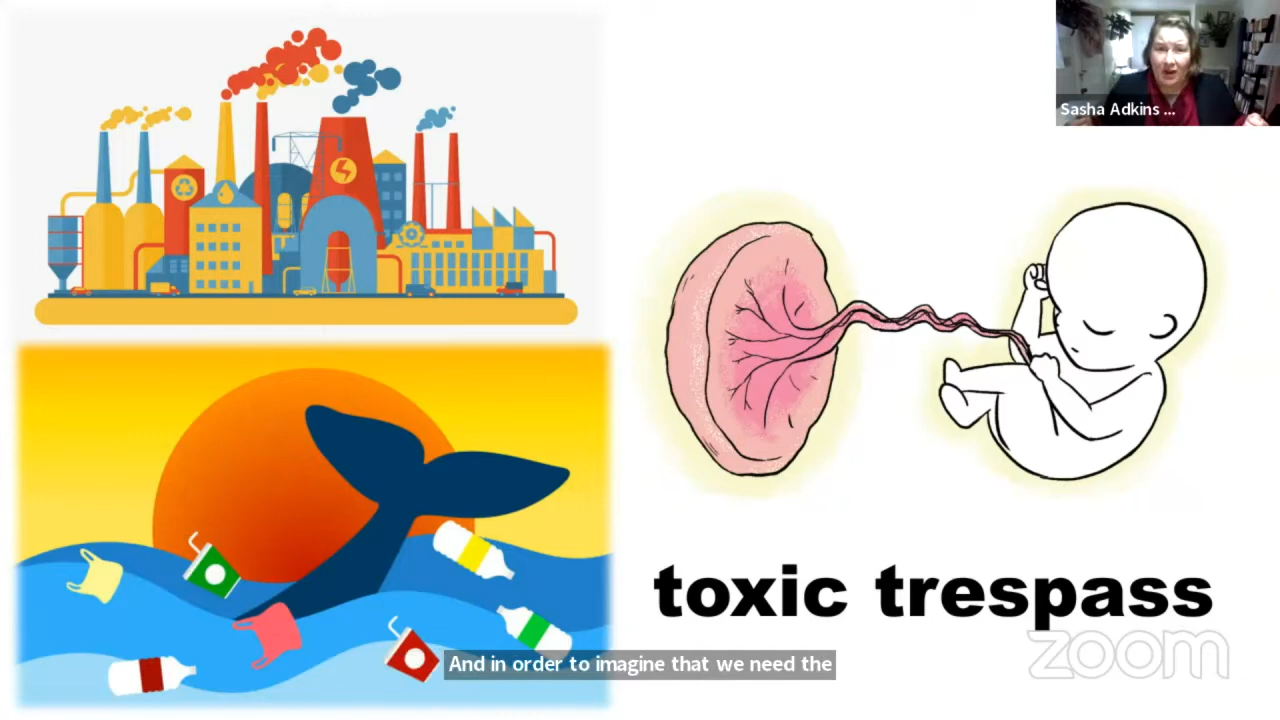 Sasha Adkins ...
toxic trespass
zoom
And in order to imagine that we need the